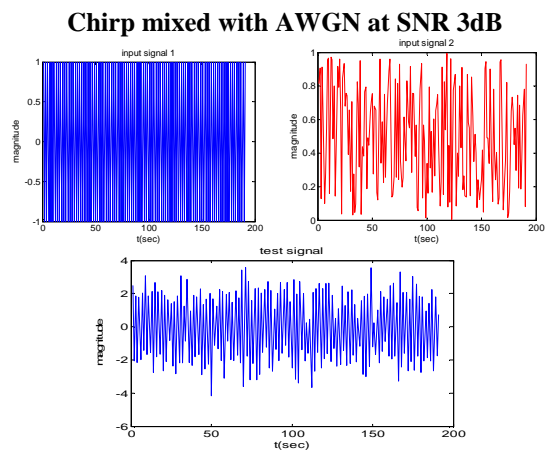 Chirp mixed with AWGN at SNR 3dB
input signal 1
1
0.5
0
-0.5
-1
magnitude
0 50 100 150 200
t(sec)
input signal 2
1
0.8
0.6
0.4
0.2
0
magnitude
0 50 100 150 200
t(sec)
test signal
4
2
0
-2
-4
-6
magnitude
0 50 100 150 200
t(sec)